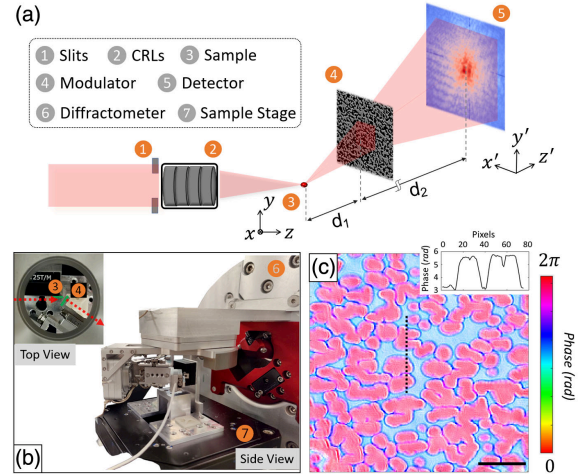 (a)
1 Slits 2 CRLs 3 Sample
4 Modulator 5 Detector
6 Diffractometer 7 Sample Stage
1
2
3
4
5
y
x z
d1
d2
y′
x′ z′
(b)
2ST/M
3 4
Top View
6
7
Side View
(c)
Pixels
0 20 40 60 80
Phase (rad)
6
5
4
3
2π
Phase (rad)
0